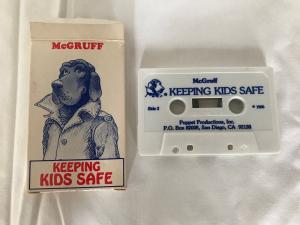 McGRUFF
KEEPING
KIDS SAFE
McGruff
KEEPING KIDS SAFE
Side 2
Puppet Productions, Inc.
P.O. Box San Diego, CA